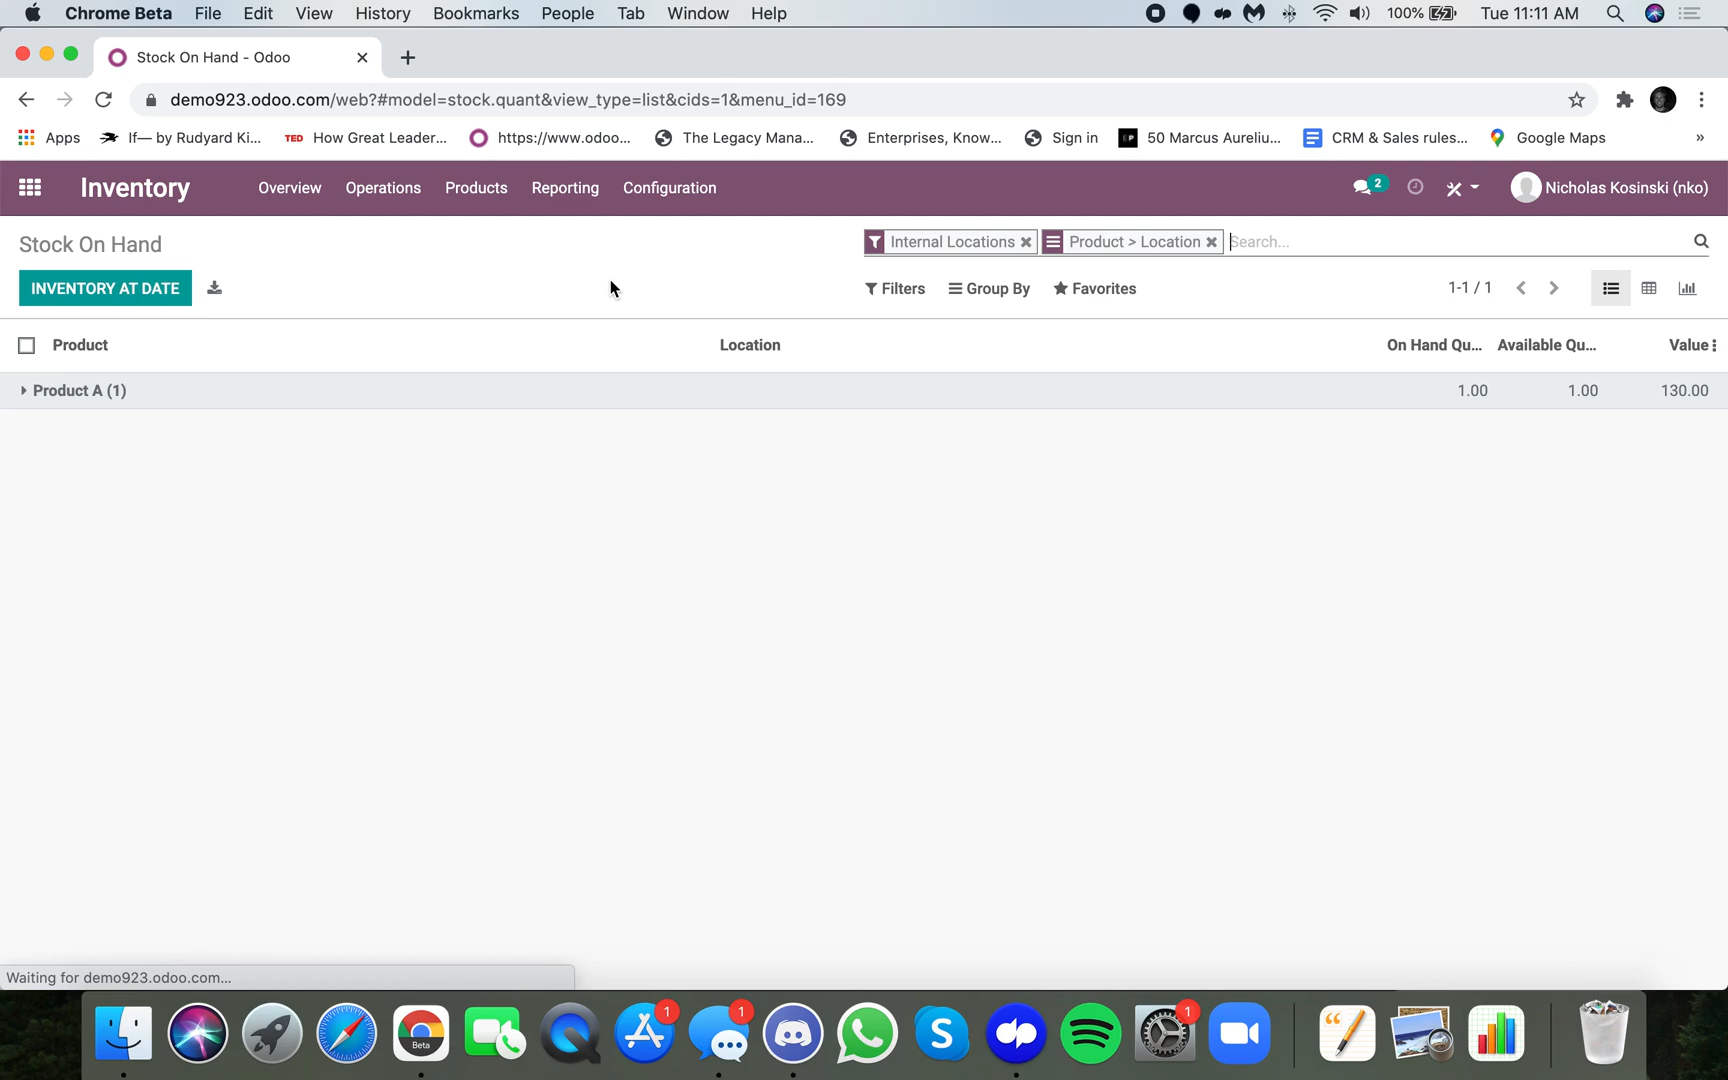 Chrome Beta File Edit View History Bookmarks People Tab Window Help 100% Tue 11:11 AM
Stock On Hand - Odoo
demo923.odoo.com/web?#model=stock.quant&view_type=list&cids=1&menu_id=169
Apps If— by Rudyard Ki... TED How Great Leader... https://www.odoo... The Legacy Mana... Enterprises, Know... Sign in EP 50 Marcus Aureliu... CRM & Sales rules... Google Maps »
Inventory Overview Operations Products Reporting Configuration 2 Nicholas Kosinski (nko)
Stock On Hand Internal Locations Product > Location Search...
INVENTORY AT DATE Filters Group By Favorites 1-1 / 1
Product Location On Hand Qu... Available Qu... Value
Product A (1) 1.00 1.00 130.00
Waiting for demo923.odoo.com...
1 1 1
Beta